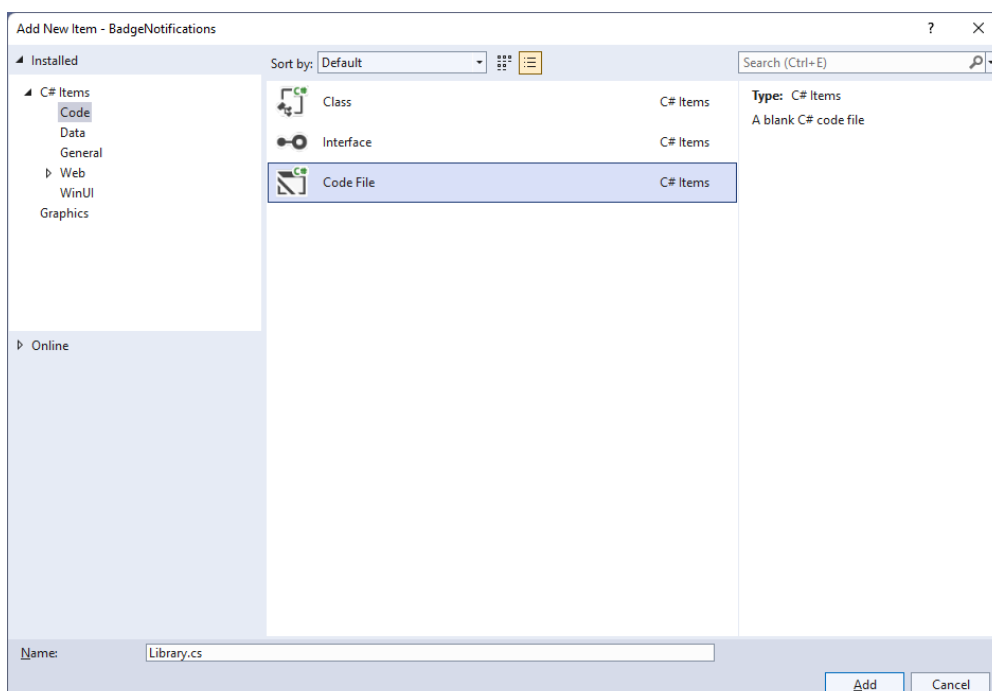 Add New Item - BadgeNotifications
?
Installed
Sort by: Default
Search (Ctrl+E)
C# Items
Code
Data
General
Web
WinUI
Graphics
Online
Class C# Items
Interface C# Items
Code File C# Items
Type: C# Items
A blank C# code file
Name: Library.cs
Add Cancel